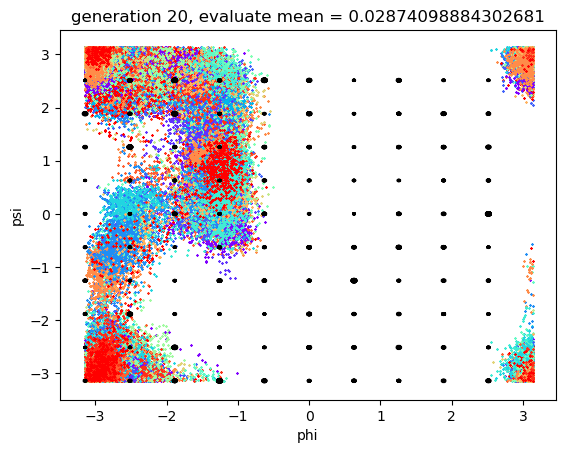 generation 20, evaluate mean = 0.02874098884302681
3
2
1
0
−1
−2
−3
psi
−3 −2 −1 0 1 2 3
phi